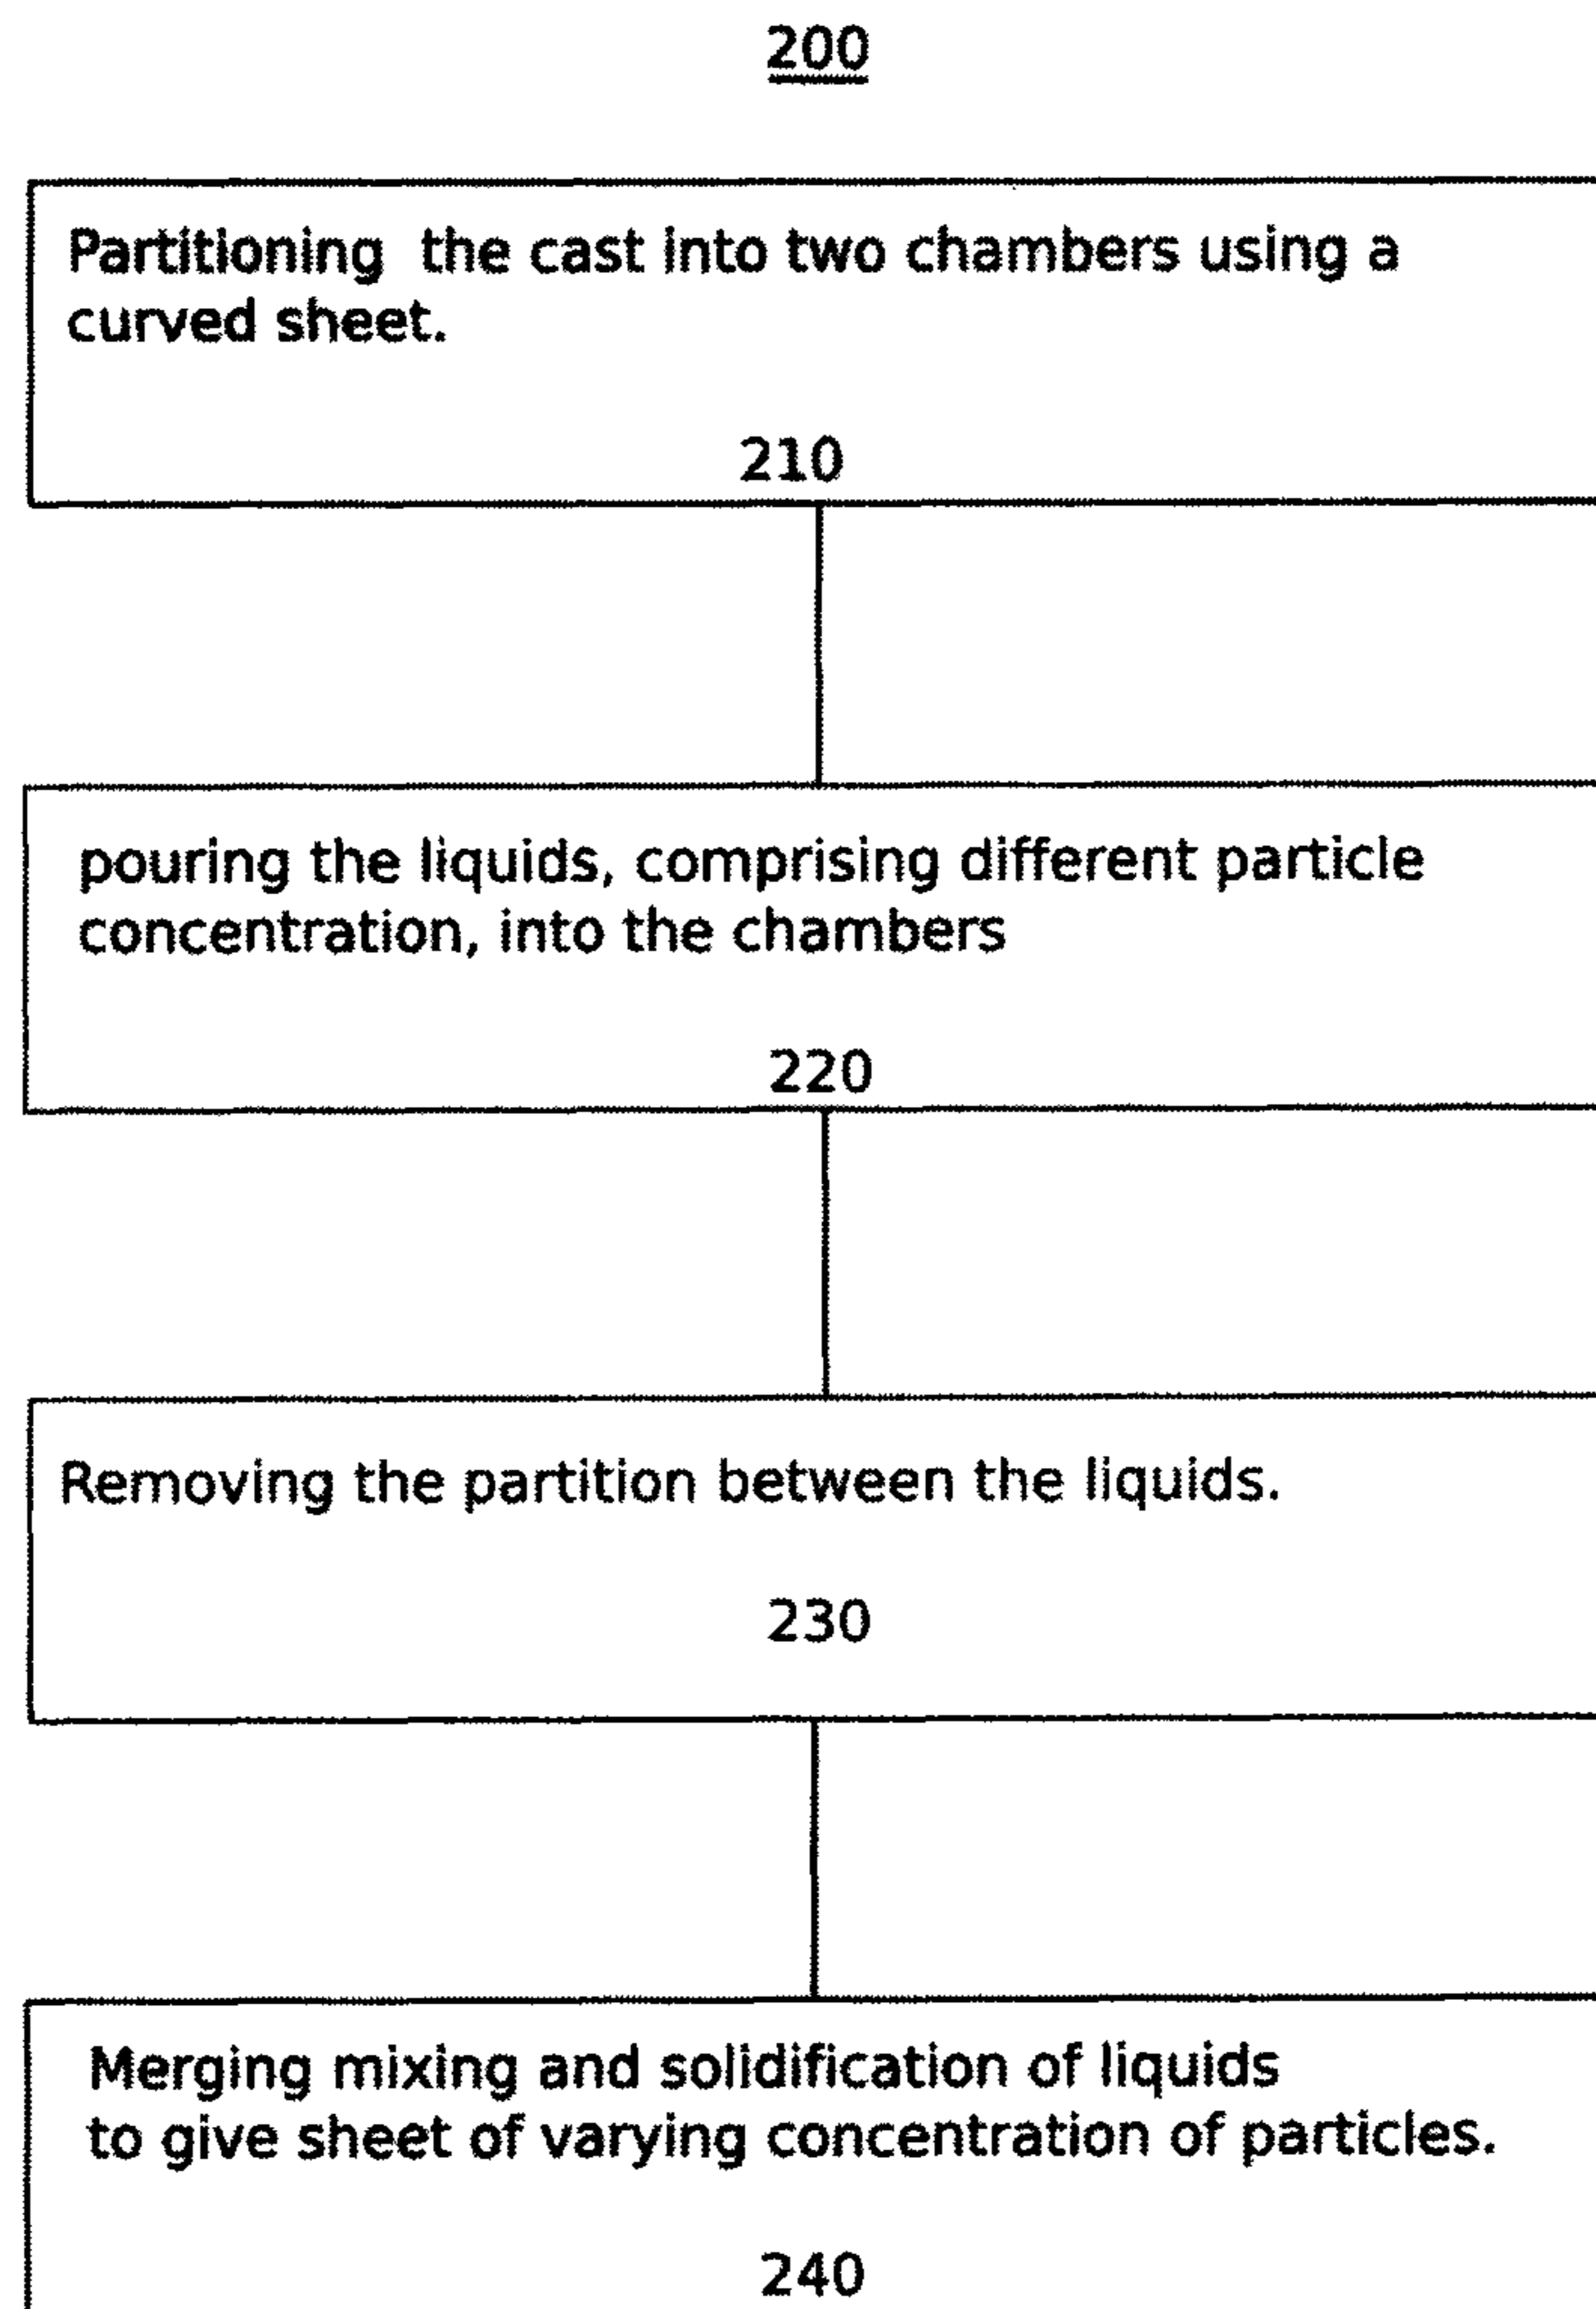 200
Partitioning the cast into two chambers using a
curved sheet.
210
pouring the liquids, comprising different particle
concentration, into the chambers
220
Removing the partition between the liquids.
230
Merging mixing and solidification of liquids
to give sheet of varying concentration of particles.
240